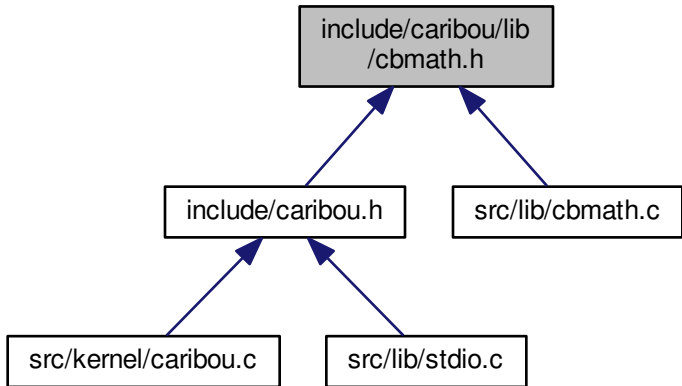 include/caribou/lib
/cbmath.h
include/caribou.h
src/lib/cbmath.c
src/kernel/caribou.c
src/lib/stdio.c